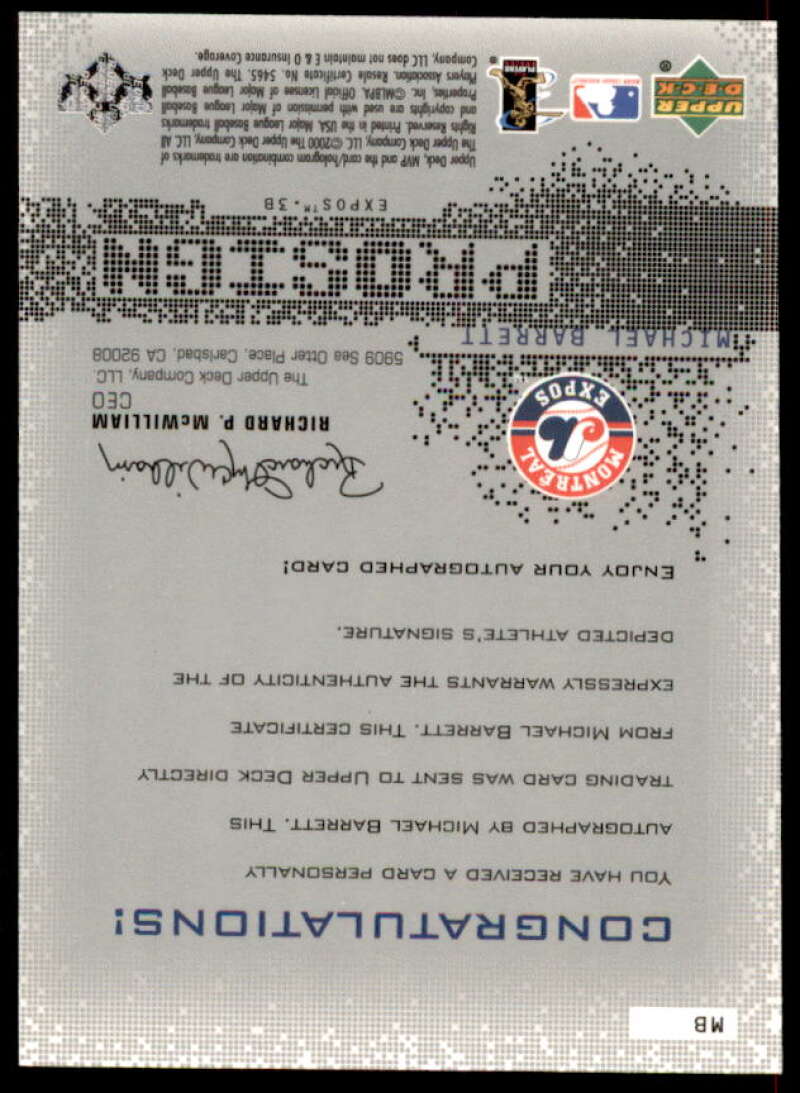 MB
CONGRATULATIONS!
YOU HAVE RECEIVED A CARD PERSONALLY
AUTOGRAPHED BY MICHAEL BARRETT. THIS
TRADING CARD WAS SENT TO UPPER DECK DIRECTLY
FROM MICHAEL BARRETT. THIS CERTIFICATE
EXPRESSLY WARRANTS THE AUTHENTICITY OF THE
DEPICTED ATHLETE'S SIGNATURE.
ENJOY YOUR AUTOGRAPHED CARD!
Richard P. McWilliam
MONTRÉAL
EXPOS
RICHARD P. McWILLIAM
CEO
The Upper Deck Company, LLC.
5909 Sea Otter Place, Carlsbad, CA 92008
MICHAEL BARRETT
PROSIGN
EXPOS™ • 3B
Upper Deck, MVP and the card/hologram combination are trademarks of
The Upper Deck Company, LLC. ©2000 The Upper Deck Company, LLC. All
Rights Reserved. Printed in the USA. Major League Baseball trademarks
and copyrights are used with permission of Major League Baseball
Properties, Inc. ©MLBPA. Official Licensee of Major League Baseball
Players Association. Resale Certificate No. 5465. The Upper Deck
Company, LLC does not maintain E & O Insurance Coverage.
UPPER
DECK
®
PLAYERS
®